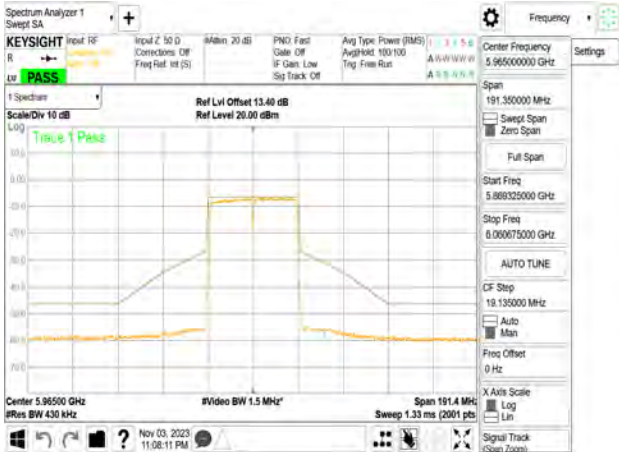 Spectrum Analyzer 1
Swept SA
+
Frequency
KEYSIGHT
Input: RF
R
LV
PASS
Input Z: 50 Ω
Corrections: Off
Freq Ref: Int (S)
#Atten: 20 dB
PNO: Fast
Gate: Off
IF Gain: Low
Sig Track: Off
Avg Type: Power (RMS)
Avg|Hold: 100/100
Trig: Free Run
Center Frequency
5.965000000 GHz
Settings
Span
191.350000 MHz
Swept Span
Zero Span
Full Span
Start Freq
5.869325000 GHz
Stop Freq
6.060675000 GHz
AUTO TUNE
CF Step
19.135000 MHz
Auto
Man
Freq Offset
0 Hz
X Axis Scale
Log
Lin
Signal Track
(Span Zoom)
1 Spectrum
Scale/Div 10 dB
Ref Lvl Offset 13.40 dB
Ref Level 20.00 dBm
Log
Trace 1 Pass
Center 5.96500 GHz
#Res BW 430 kHz
#Video BW 1.5 MHz*
Span 191.4 MHz
Sweep 1.33 ms (2001 pts)
?
Nov 03, 2023
11:08:11 PM